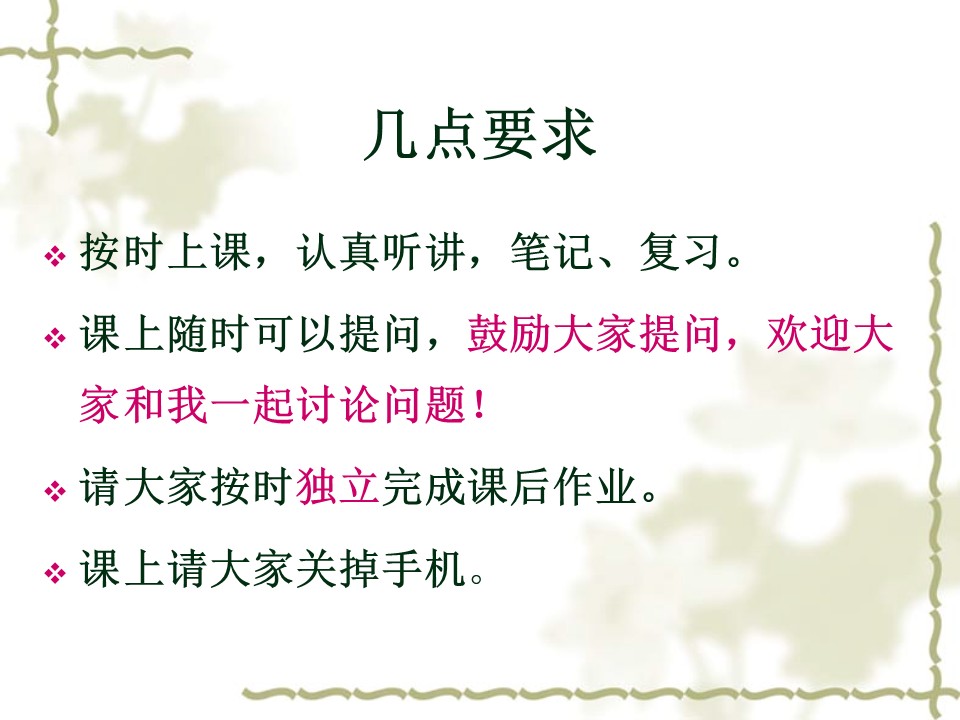 几点要求
按时上课，认真听讲，笔记、复习。
课上随时可以提问，鼓励大家提问，欢迎大
家和我一起讨论问题！
请大家按时独立完成课后作业。
课上请大家关掉手机。